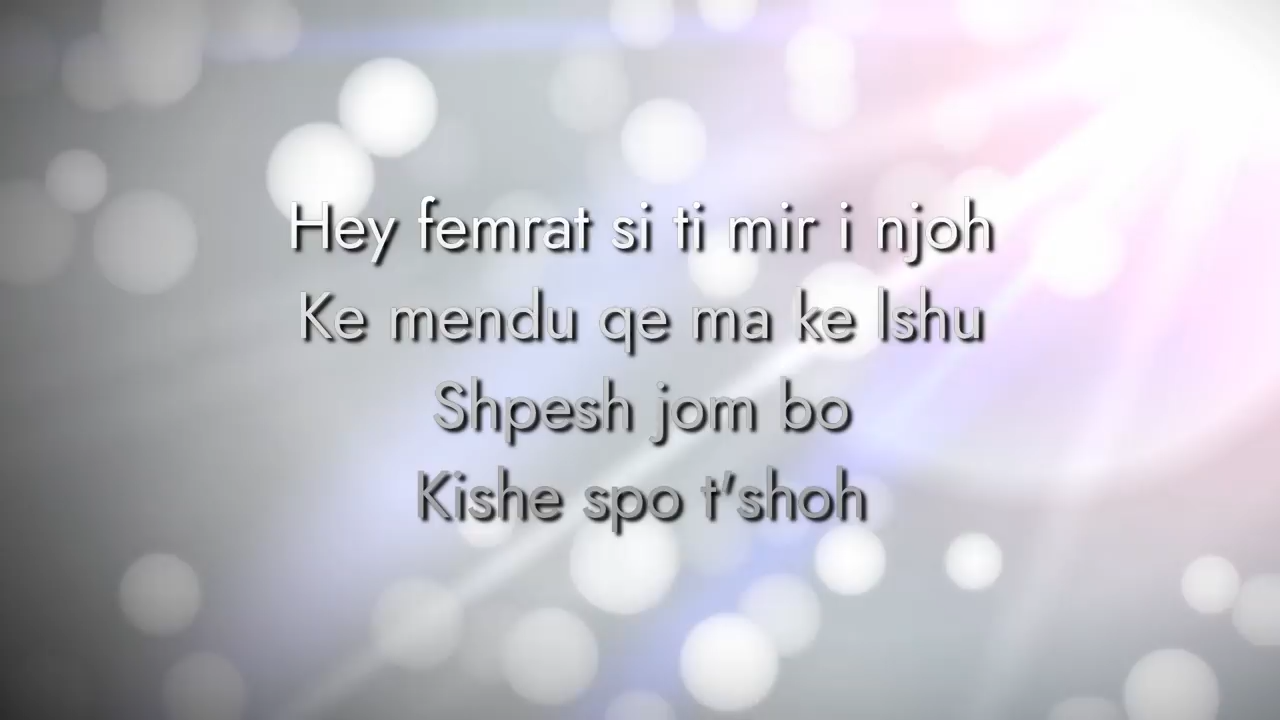 Hey femrat si ti mir i njoh
Ke mendu qe ma ke lshu
Shpesh jom bo
Kishe spo t'shoh